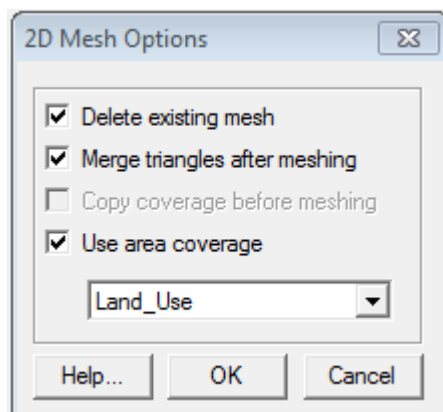 2D Mesh Options
Delete existing mesh
Merge triangles after meshing
Copy coverage before meshing
Use area coverage
Land_Use
Help... OK Cancel